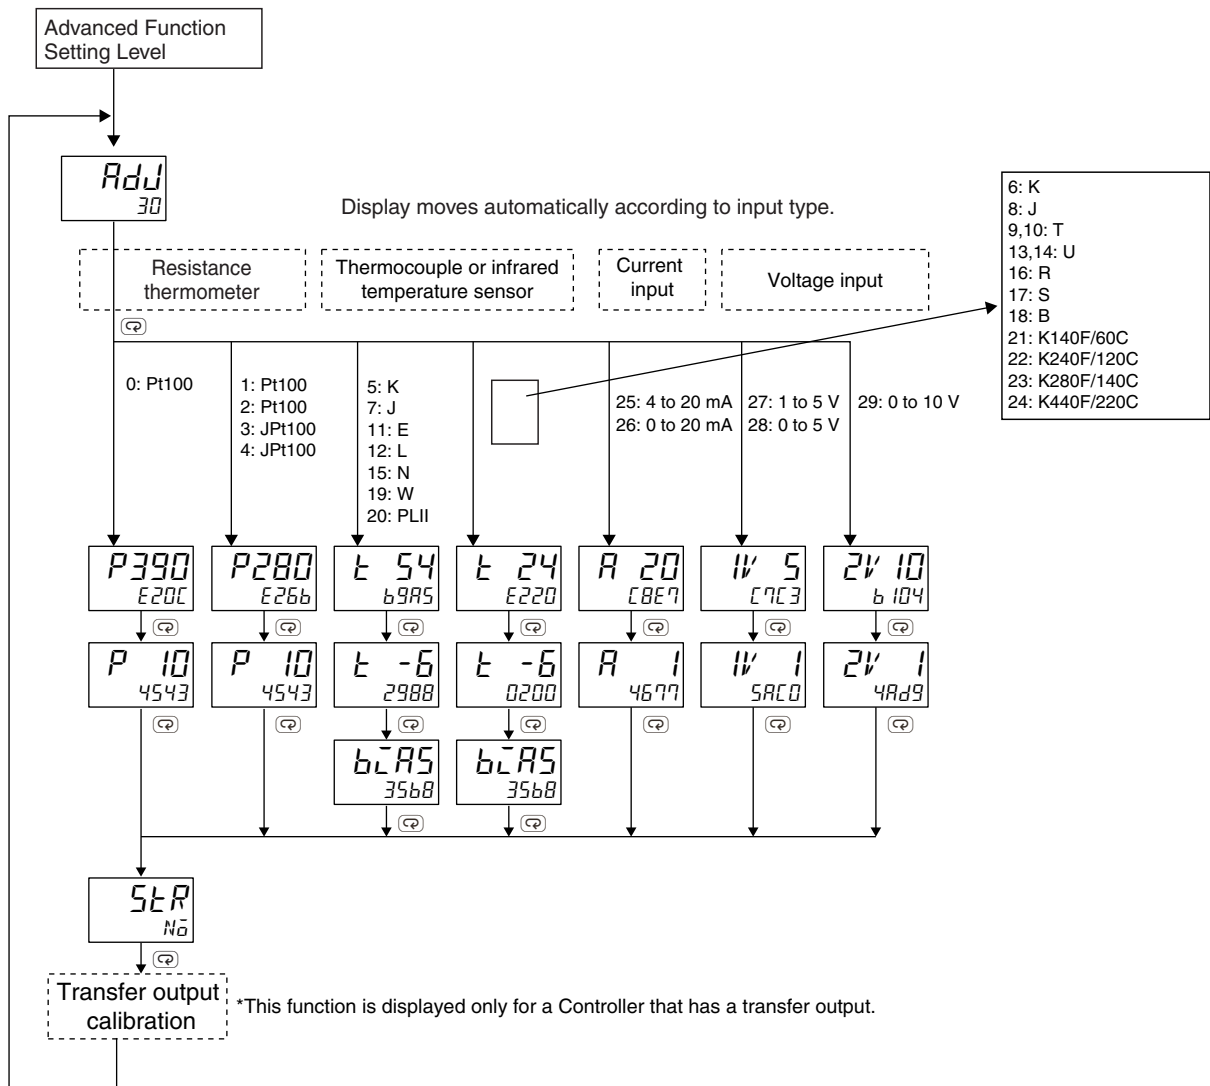 Advanced Function
Setting Level
AdJ
30
Display moves automatically according to input type.
Resistance
thermometer
Thermocouple or infrared
temperature sensor
Current
input
Voltage input
6: K
8: J
9,10: T
13,14: U
16: R
17: S
18: B
21: K140F/60C
22: K240F/120C
23: K280F/140C
24: K440F/220C
0: Pt100
1: Pt100
2: Pt100
3: JPt100
4: JPt100
5: K
7: J
11: E
12: L
15: N
19: W
20: PLII
25: 4 to 20 mA
26: 0 to 20 mA
27: 1 to 5 V
28: 0 to 5 V
29: 0 to 10 V
P390
E20C
P280
E26b
t 54
b9A5
t 24
E220
A 20
C8E7
1V 5
C7C3
2V 10
b104
P 10
4543
P 10
4543
t -6
2988
t -6
0200
A 1
4677
1V 1
5AC0
2V 1
4Ad9
biAS
35b8
biAS
35b8
StR
No
Transfer output
calibration
*This function is displayed only for a Controller that has a transfer output.